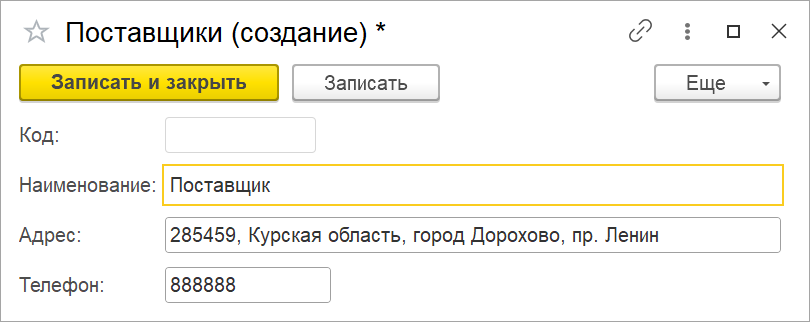 Поставщики (создание) *
Записать и закрыть Записать Еще
Код:
Наименование: Поставщик
Адрес: 285459, Курская область, город Дорохово, пр. Ленин
Телефон: 888888